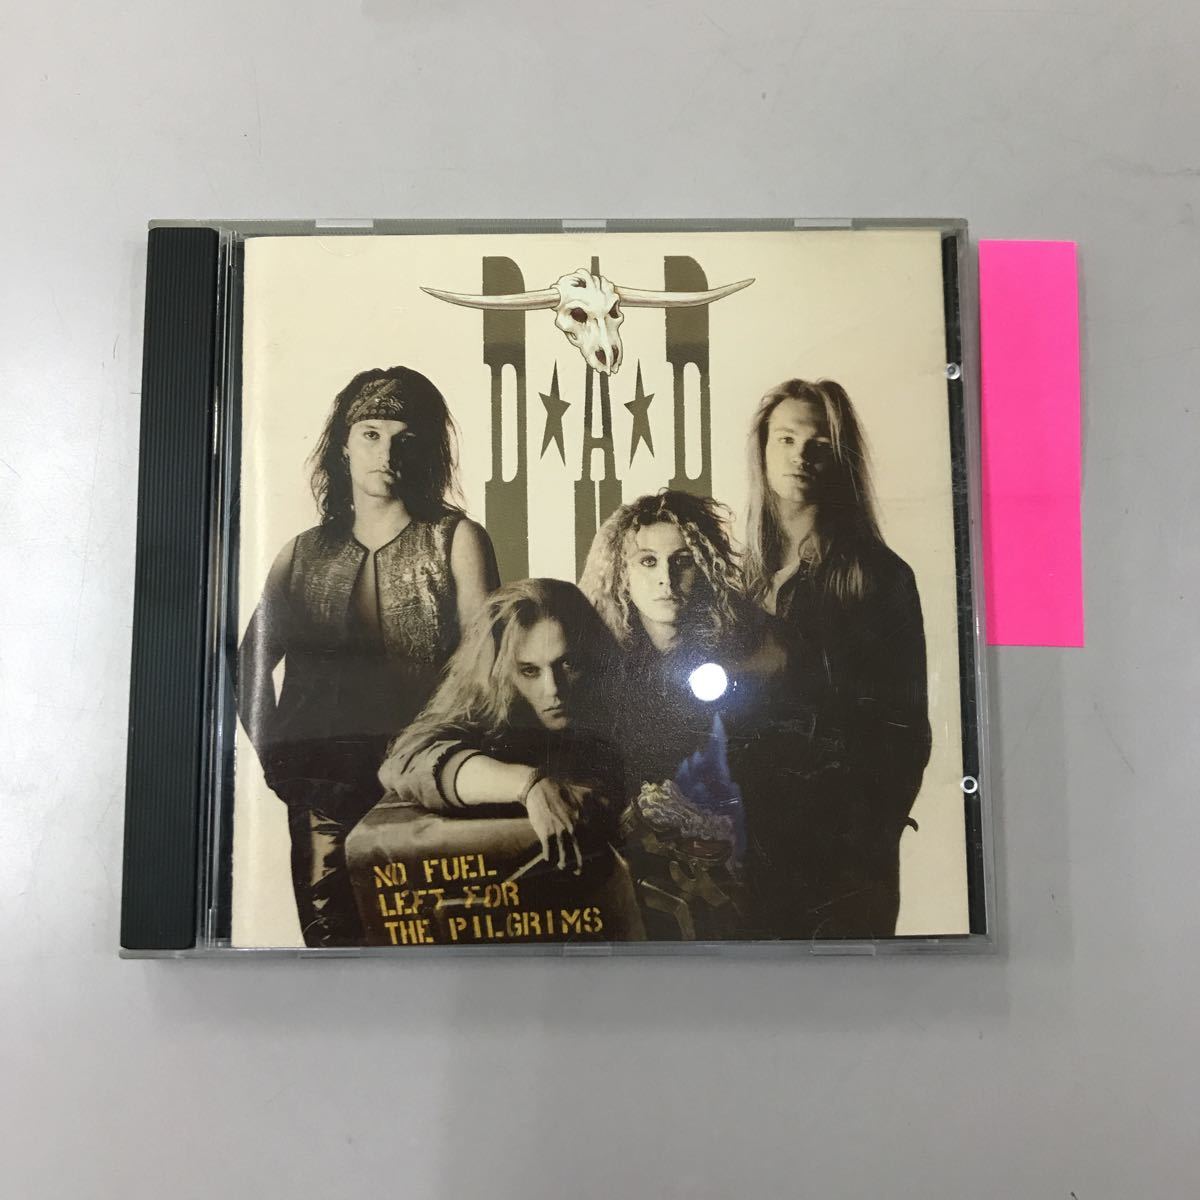 D★A★D
NO FUEL
LEFT FOR
THE PILGRIMS